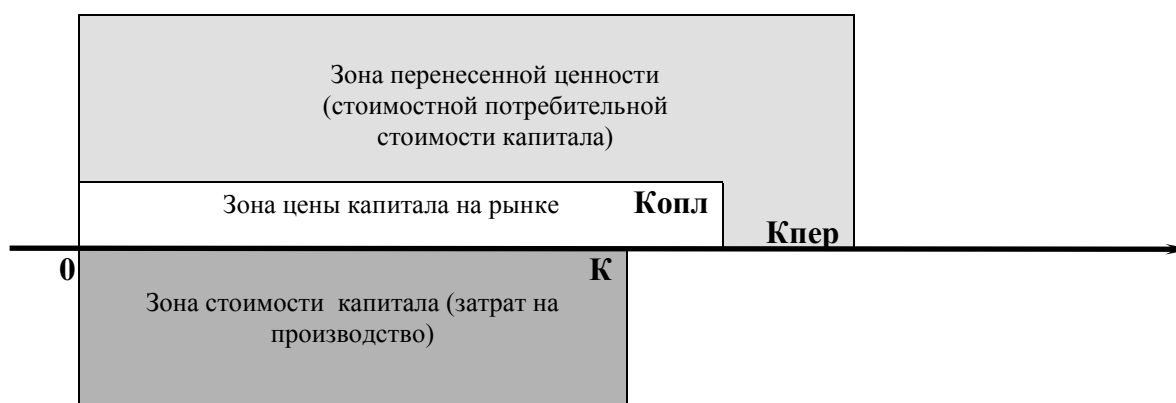 Зона перенесенной ценности
(стоимостной потребительной
стоимости капитала)
Зона цены капитала на рынке Копл
Кпер
0 К
Зона стоимости капитала (затрат на
производство)